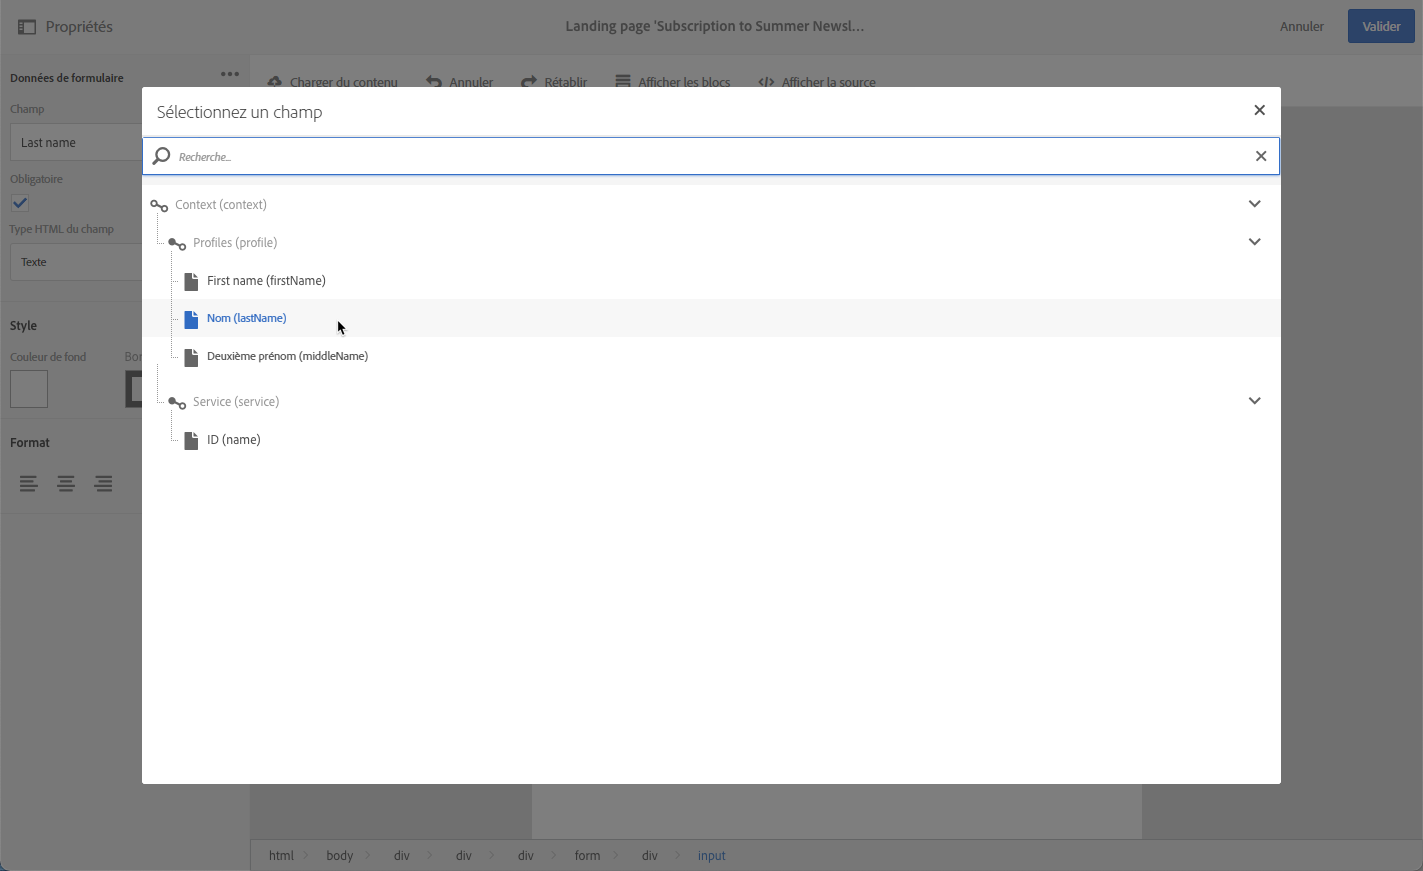 Propriétés
Landing page 'Subscription to Summer Newsl...
Annuler
Valider
Données de formulaire
Charger du contenu
Annuler
Rétablir
Afficher les blocs
Afficher la source
Champ
Last name
Obligatoire
Type HTML du champ
Texte
Style
Couleur de fond
Bor
Format
Sélectionnez un champ
Recherche...
Context (context)
Profiles (profile)
First name (firstName)
Nom (lastName)
Deuxième prénom (middleName)
Service (service)
ID (name)
html
body
div
div
div
form
div
input